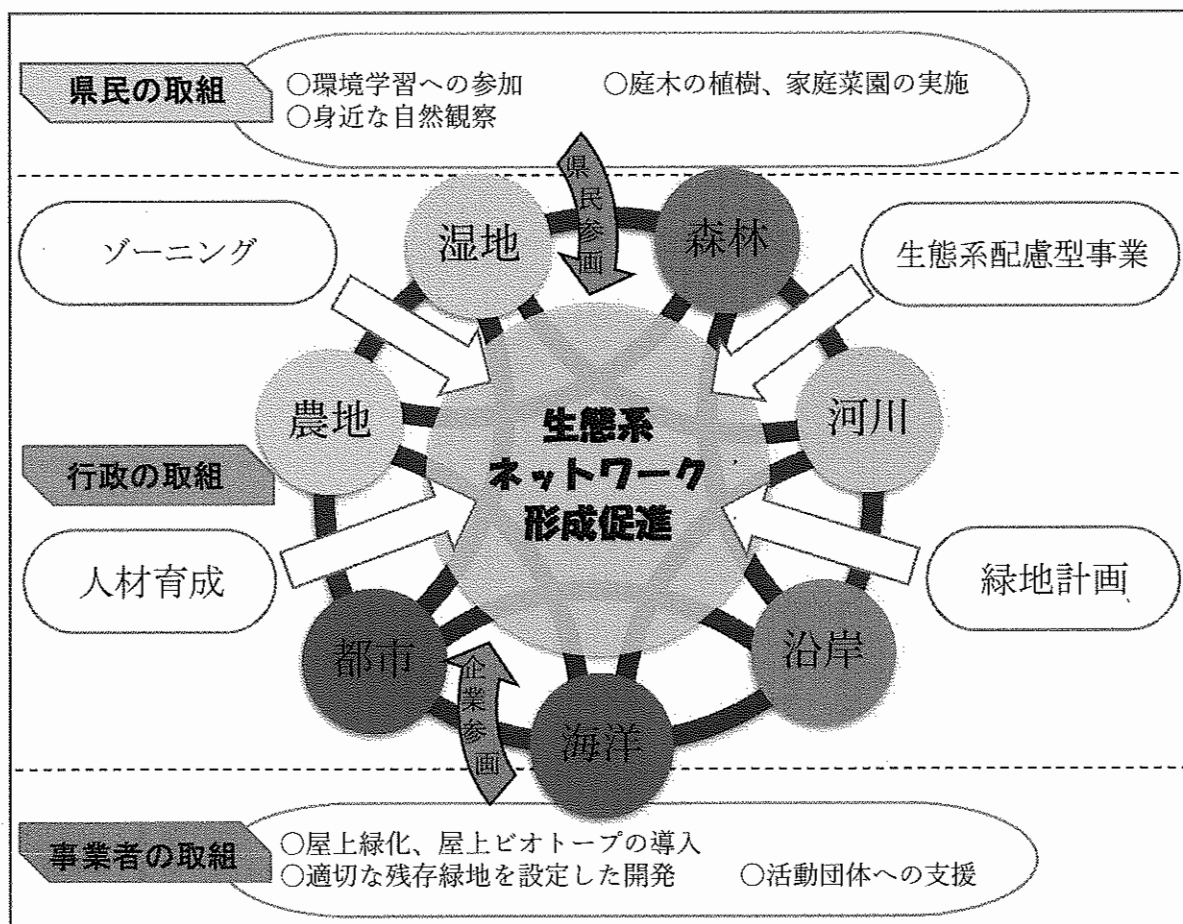 県民の取組
○環境学習への参加 ○庭木の植樹、家庭菜園の実施
○身近な自然観察
県民参画
湿地
森林
ゾーニング
生態系配慮型事業
農地
河川
生態系
ネットワーク
形成促進
行政の取組
人材育成
緑地計画
都市
沿岸
企業参画
海洋
事業者の取組
○屋上緑化、屋上ビオトープの導入
○適切な残存緑地を設定した開発 ○活動団体への支援